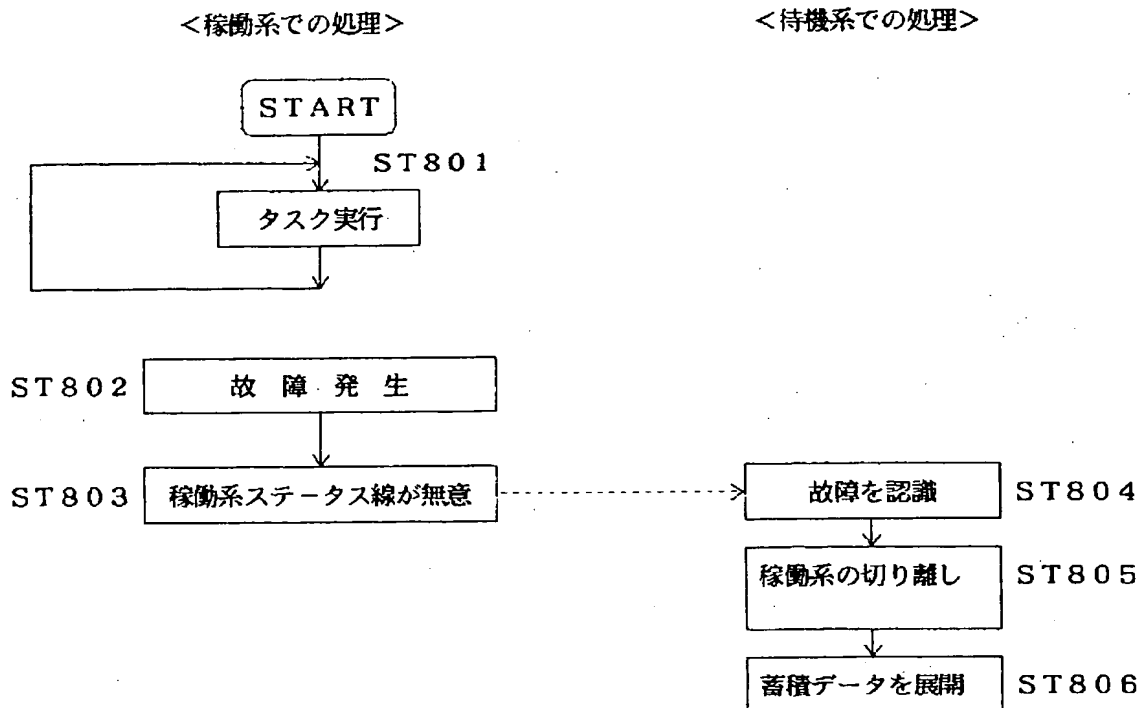 <稼働系での処理>
<待機系での処理>
START
ST801
タスク実行
ST802
故障発生
ST803
稼働系ステータス線が無意
故障を認識
ST804
稼働系の切り離し
ST805
蓄積データを展開
ST806